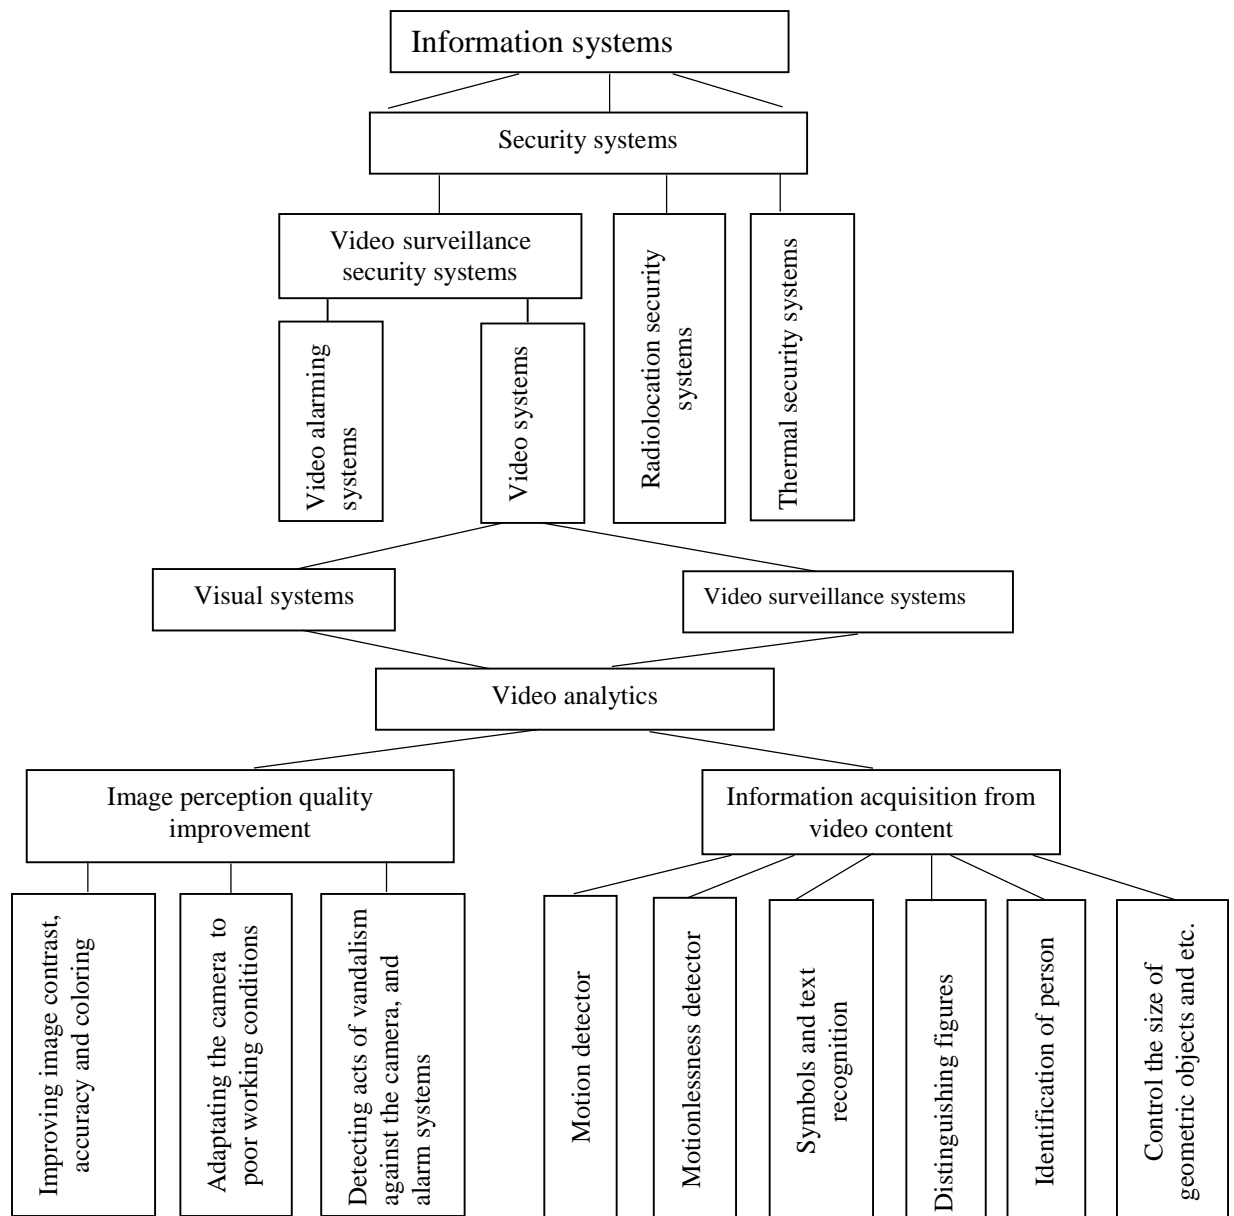 Information systems
Security systems
Video surveillance
security systems
Video alarming
systems
Video systems
Radiolocation security
systems
Thermal security systems
Visual systems
Video surveillance systems
Video analytics
Image perception quality
improvement
Information acquisition from
video content
Improving image contrast,
accuracy and coloring
Adaptating the camera to
poor working conditions
Detecting acts of vandalism
against the camera, and
alarm systems
Motion detector
Motionlessness detector
Symbols and text
recognition
Distinguishing figures
Identification of person
Control the size of
geometric objects and etc.